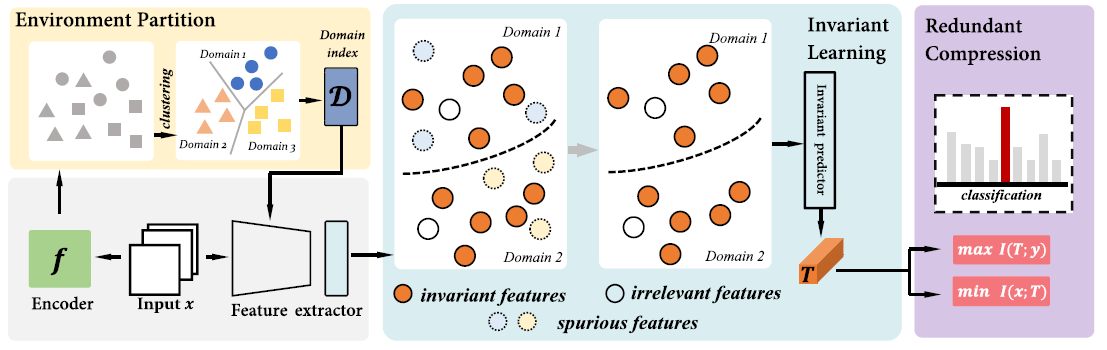 Environment Partition
Domain
index
clustering
Domain 1
Domain 2
Domain 3
D
f
Encoder
Input x
Feature extractor
Domain 1
Domain 2
Domain 1
Domain 2
invariant features
irrelevant features
spurious features
Invariant
Learning
Invariant predictor
T
Redundant
Compression
classification
max I(T; y)
min I(x; T)